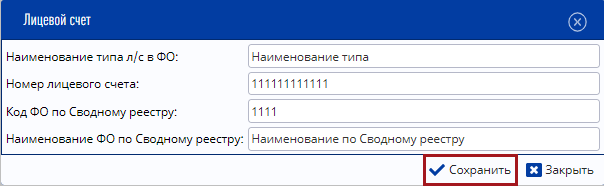 Лицевой счет
Наименование типа л/с в ФО: Наименование типа
Номер лицевого счета: 111111111111
Код ФО по Сводному реестру: 1111
Наименование ФО по Сводному реестру: Наименование по Сводному реестру
Сохранить Закрыть